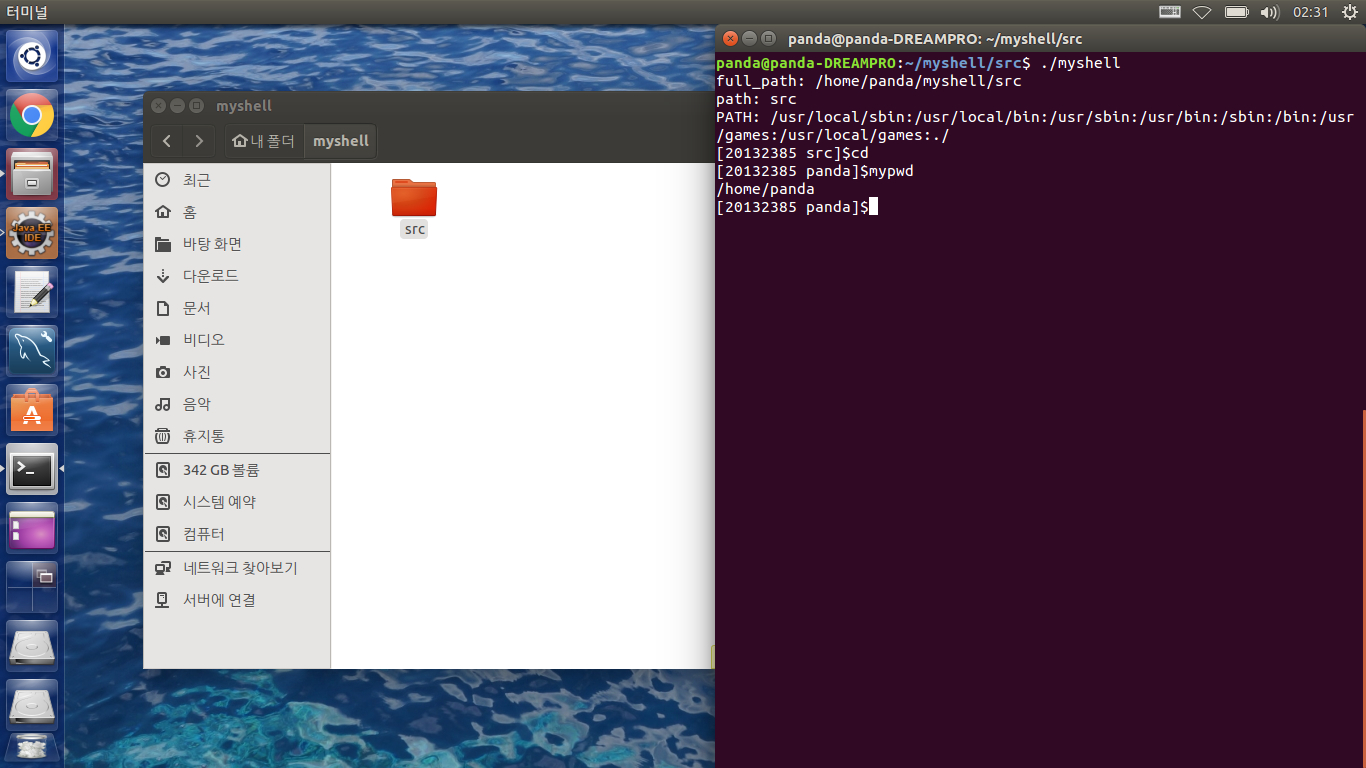 터미널
02:31
myshell
내 폴더
myshell
최근
홈
바탕 화면
다운로드
문서
비디오
사진
음악
휴지통
342 GB 볼륨
시스템 예약
컴퓨터
네트워크 찾아보기
서버에 연결
src
Java EE
IDE
panda@panda-DREAMPRO: ~/myshell/src
panda@panda-DREAMPRO:~/myshell/src$ ./myshell
full_path: /home/panda/myshell/src
path: src
PATH: /usr/local/sbin:/usr/local/bin:/usr/sbin:/usr/bin:/sbin:/bin:/usr
/games:/usr/local/games:./
[20132385 src]$cd
[20132385 panda]$mypwd
/home/panda
[20132385 panda]$